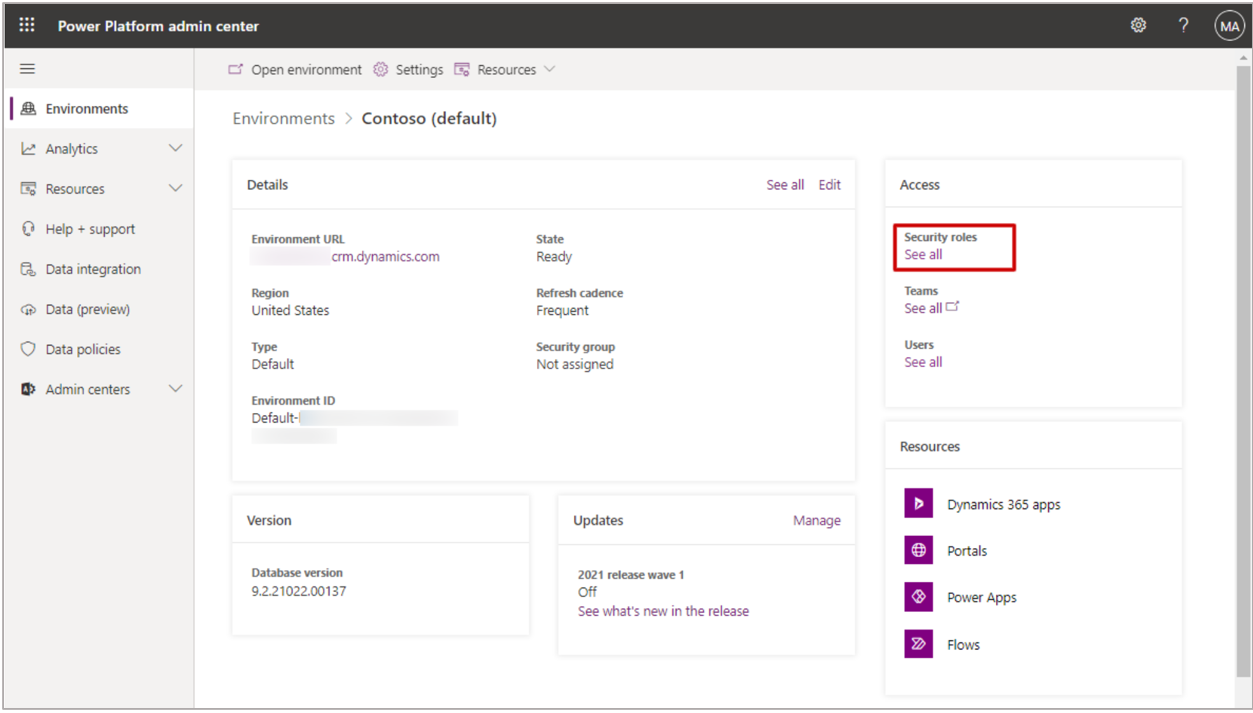 Power Platform admin center
MA
Open environment Settings Resources
Environments
Analytics
Resources
Help + support
Data integration
Data (preview)
Data policies
Admin centers
Environments > Contoso (default)
Details See all Edit
Environment URL
crm.dynamics.com
State
Ready
Region
United States
Refresh cadence
Frequent
Type
Default
Security group
Not assigned
Environment ID
Default-
Access
Security roles
See all
Teams
See all
Users
See all
Version
Database version
9.2.21022.00137
Updates Manage
2021 release wave 1
Off
See what's new in the release
Resources
Dynamics 365 apps
Portals
Power Apps
Flows